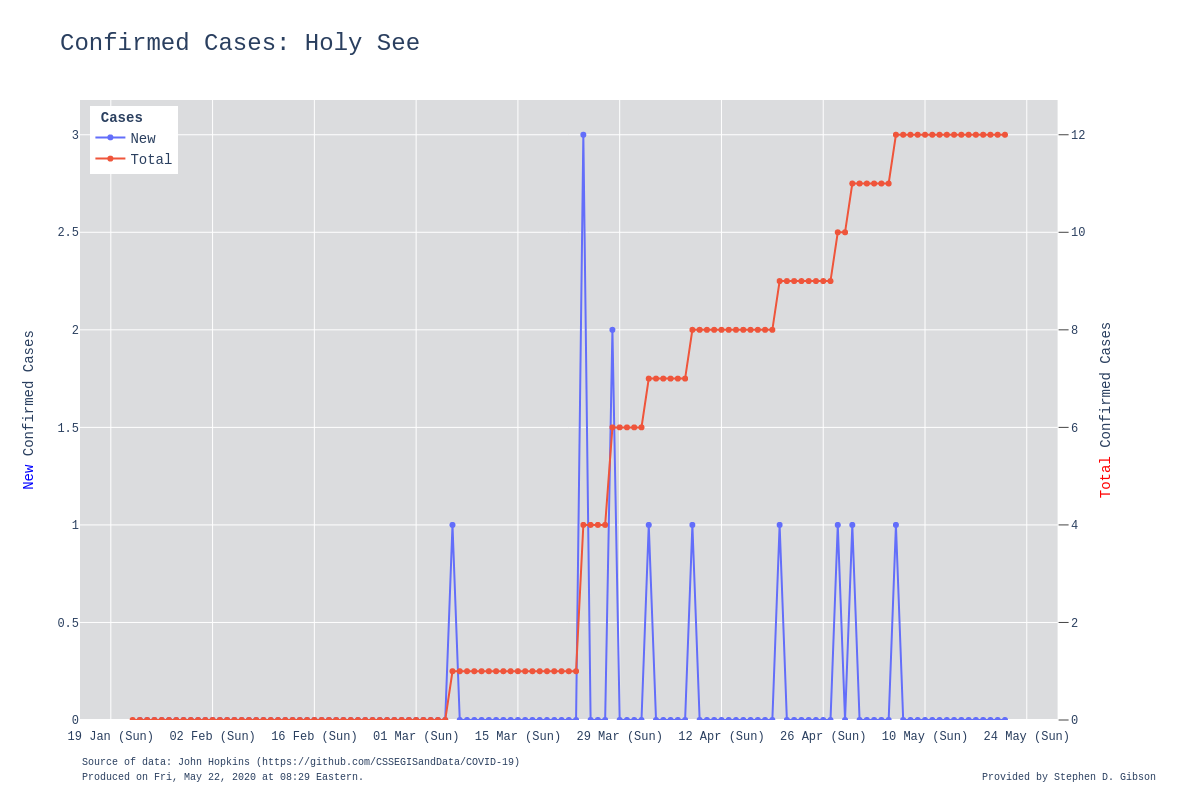 Confirmed Cases: Holy See
Cases
New
Total
3
2.5
2
1.5
1
0.5
0
12
10
8
6
4
2
0
New Confirmed Cases
Total Confirmed Cases
19 Jan (Sun) 02 Feb (Sun) 16 Feb (Sun) 01 Mar (Sun) 15 Mar (Sun) 29 Mar (Sun) 12 Apr (Sun) 26 Apr (Sun) 10 May (Sun) 24 May (Sun)
Source of data: John Hopkins (https://github.com/CSSEGISandData/COVID-19)
Produced on Fri, May 22, 2020 at 08:29 Eastern.
Provided by Stephen D. Gibson